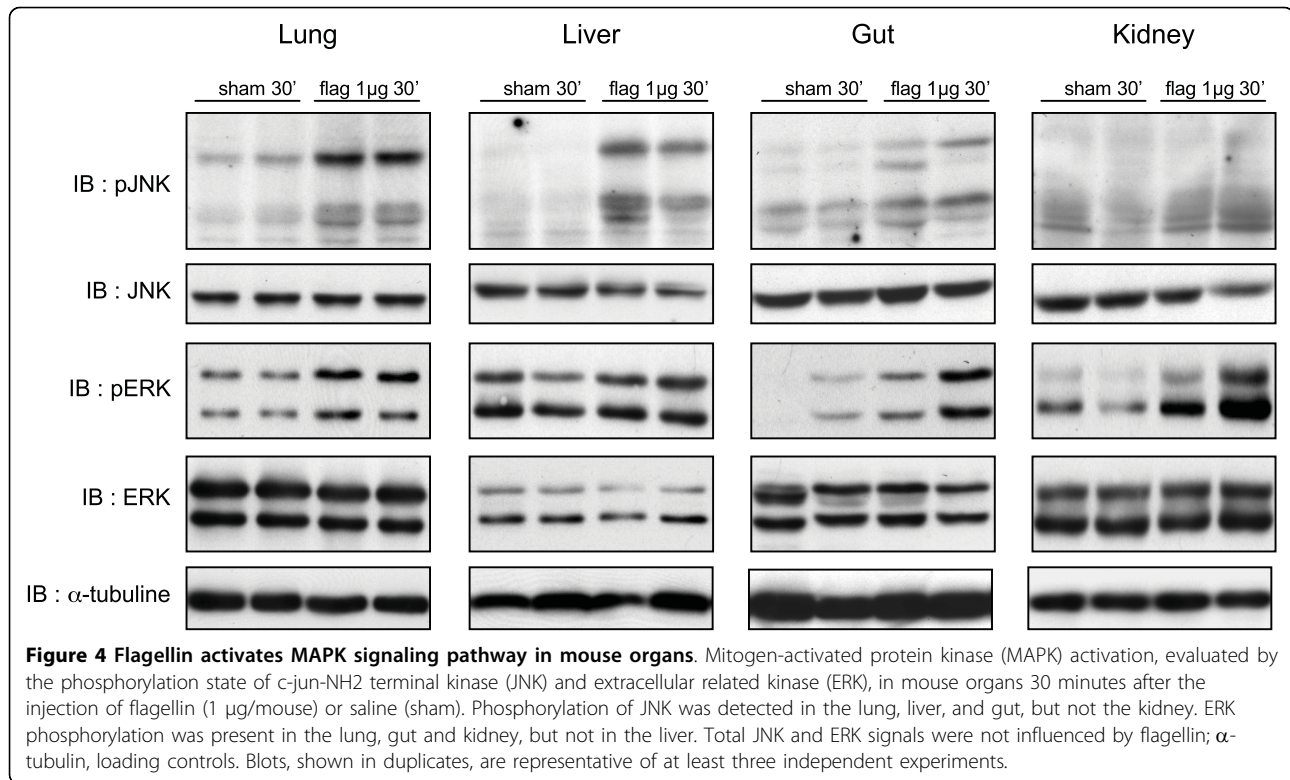 Lung Liver Gut Kidney
sham 30’ flag 1µg 30’ sham 30’ flag 1µg 30’ sham 30’ flag 1µg 30’ sham 30’ flag 1µg 30’
IB : pJNK
IB : JNK
IB : pERK
IB : ERK
IB : α-tubuline
Figure 4 Flagellin activates MAPK signaling pathway in mouse organs. Mitogen-activated protein kinase (MAPK) activation, evaluated by
the phosphorylation state of c-jun-NH2 terminal kinase (JNK) and extracellular related kinase (ERK), in mouse organs 30 minutes after the
injection of flagellin (1 μg/mouse) or saline (sham). Phosphorylation of JNK was detected in the lung, liver, and gut, but not the kidney. ERK
phosphorylation was present in the lung, gut and kidney, but not in the liver. Total JNK and ERK signals were not influenced by flagellin; α-
tubulin, loading controls. Blots, shown in duplicates, are representative of at least three independent experiments.